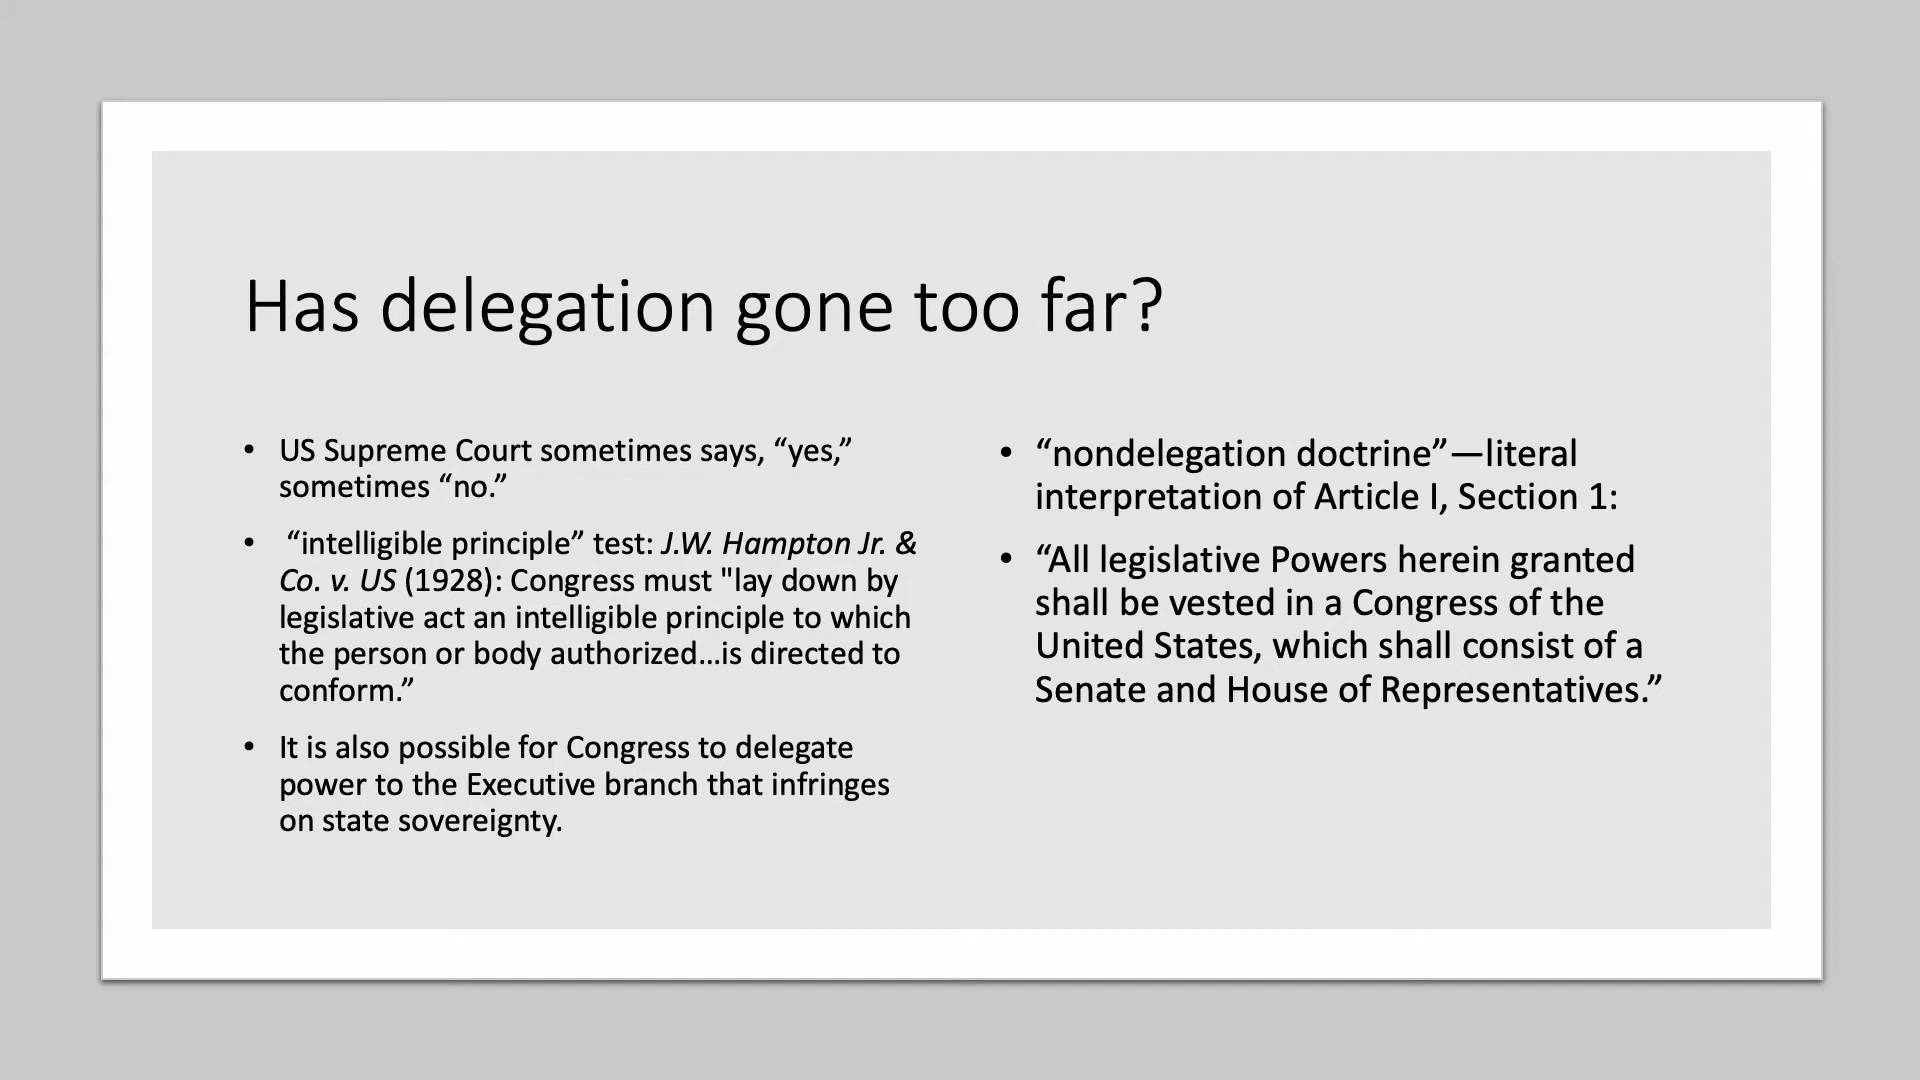 Has delegation gone too far?
• US Supreme Court sometimes says, “yes,”
sometimes “no.”
• “intelligible principle” test: J.W. Hampton Jr. &
Co. v. US (1928): Congress must "lay down by
legislative act an intelligible principle to which
the person or body authorized…is directed to
conform.”
• It is also possible for Congress to delegate
power to the Executive branch that infringes
on state sovereignty.
• “nondelegation doctrine”—literal
interpretation of Article I, Section 1:
• “All legislative Powers herein granted
shall be vested in a Congress of the
United States, which shall consist of a
Senate and House of Representatives.”